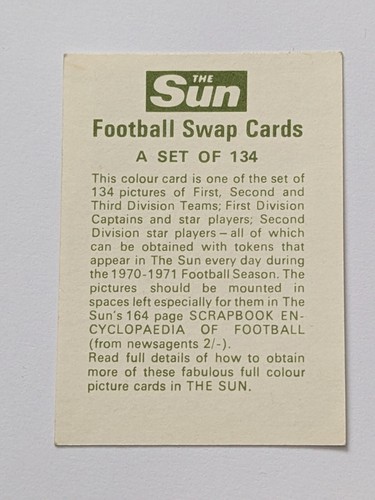 THE
Sun
Football Swap Cards
A SET OF 134
This colour card is one of the set of
134 pictures of First, Second and
Third Division Teams; First Division
Captains and star players; Second
Division star players – all of which
can be obtained with tokens that
appear in The Sun every day during
the 1970-1971 Football Season. The
pictures should be mounted in
spaces left especially for them in The
Sun's 164 page SCRAPBOOK EN-
CYCLOPAEDIA OF FOOTBALL
(from newsagents 2/-).
Read full details of how to obtain
more of these fabulous full colour
picture cards in THE SUN.